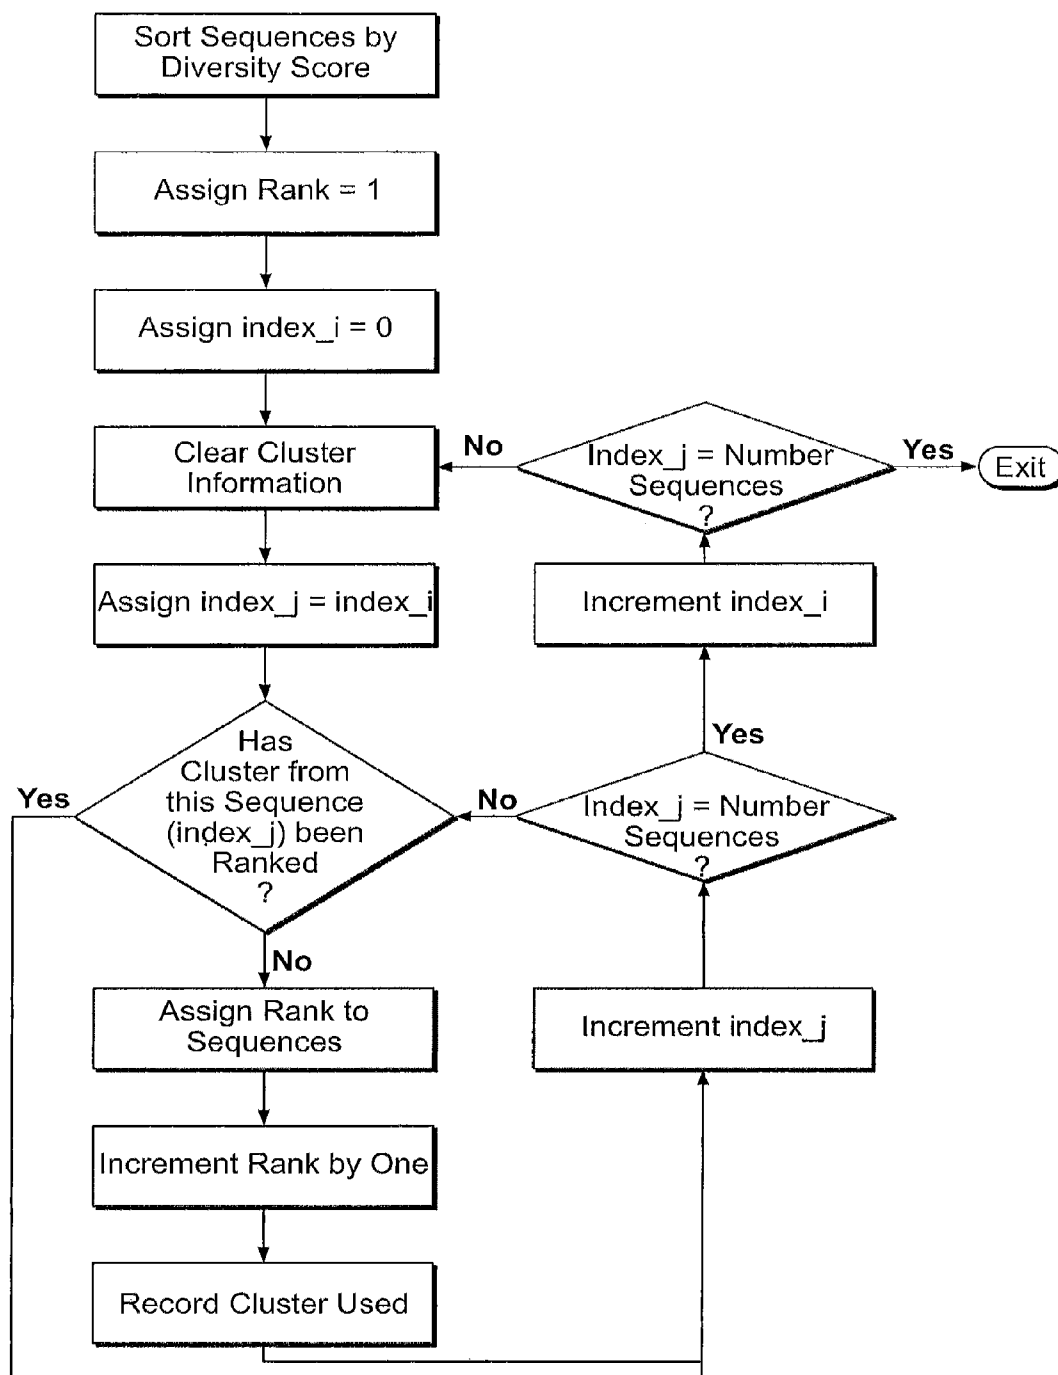 Sort Sequences by
Diversity Score
Assign Rank = 1
Assign index_i = 0
Clear Cluster
Information
No
Index_j = Number
Sequences
?
Yes
Exit
Assign index_j = index_i
Increment index_i
Yes
Has
Cluster from
this Sequence
(index_j) been
Ranked
?
Yes
No
Index_j = Number
Sequences
?
No
Assign Rank to
Sequences
Increment index_j
Increment Rank by One
Record Cluster Used